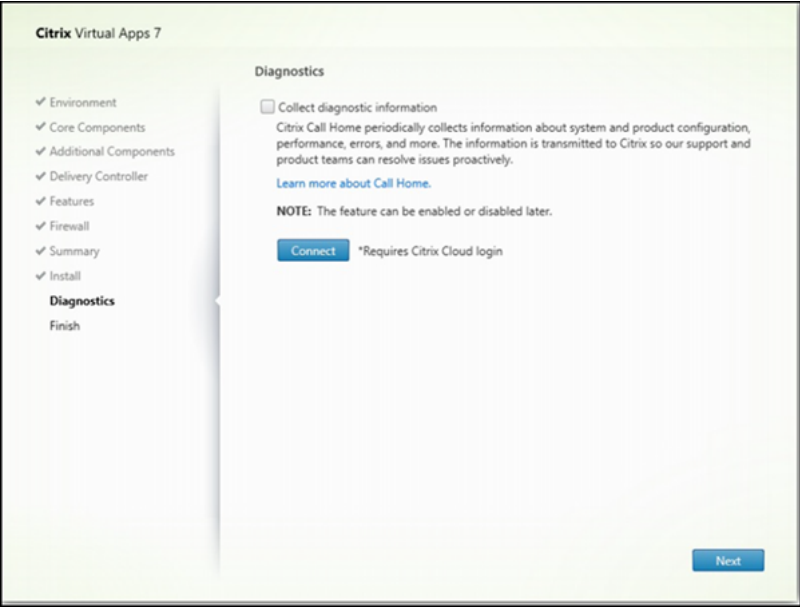 Citrix Virtual Apps 7
Environment
Core Components
Additional Components
Delivery Controller
Features
Firewall
Summary
Install
Diagnostics
Finish
Diagnostics
Collect diagnostic information
Citrix Call Home periodically collects information about system and product configuration,
performance, errors, and more. The information is transmitted to Citrix so our support and
product teams can resolve issues proactively.
Learn more about Call Home.
NOTE: The feature can be enabled or disabled later.
Connect *Requires Citrix Cloud login
Next